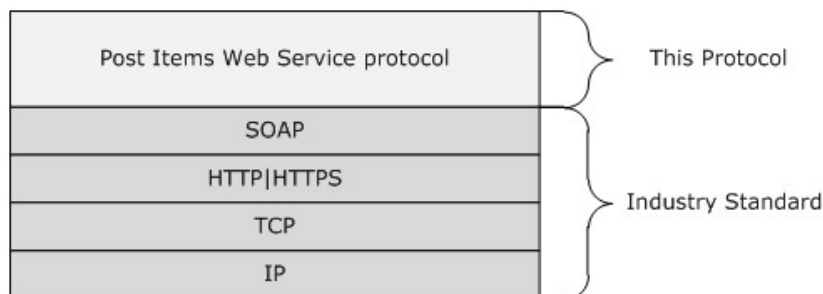 Post Items Web Service protocol
This Protocol
SOAP
HTTP|HTTPS
TCP
IP
Industry Standard